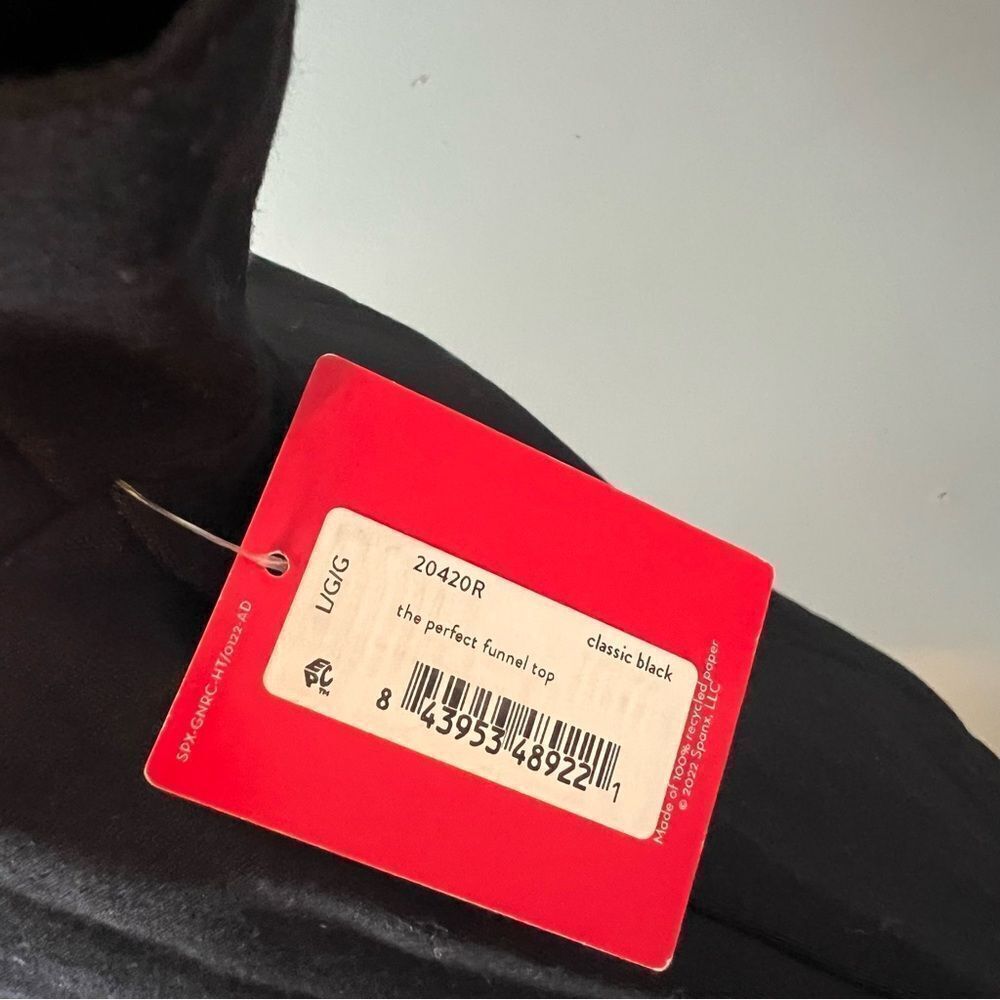 20420R
L/G/G
the perfect funnel top
classic black
EPC™
8 43953 48922 1
SPX-GNRC-HT/0122-AD
Made of 100% recycled paper
© 2022 Spanx, LLC